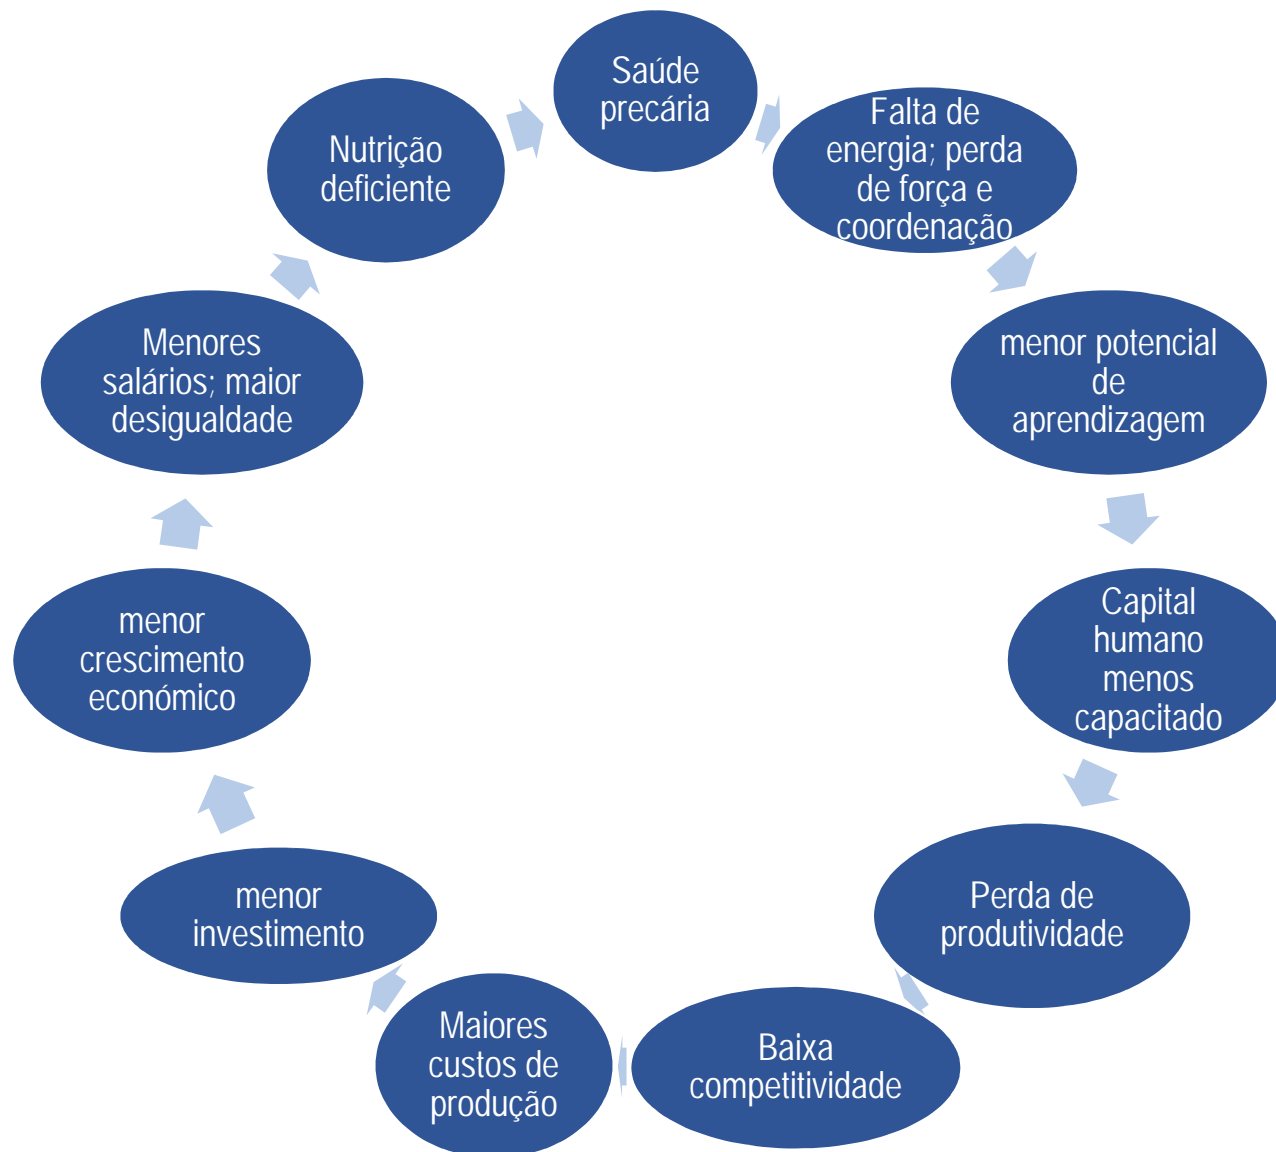 Saúde
precária
Falta de
energia; perda
de força e
coordenação
menor potencial
de
aprendizagem
Capital
humano
menos
capacitado
Perda de
produtividade
Baixa
competitividade
Maiores
custos de
produção
menor
investimento
menor
crescimento
económico
Menores
salários; maior
desigualdade
Nutrição
deficiente